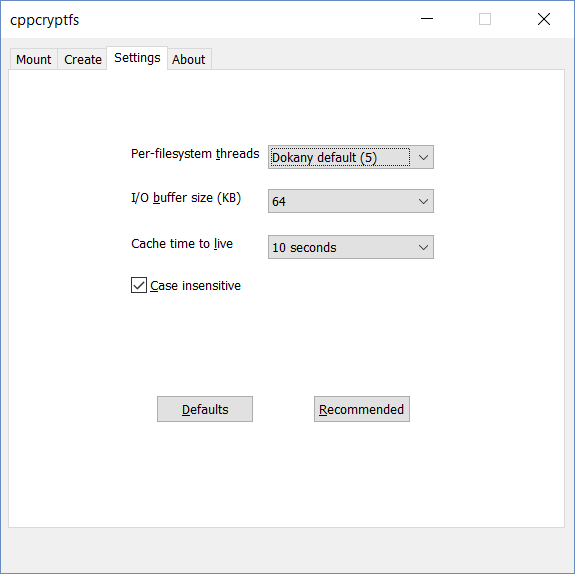 cppcryptfs
Mount Create Settings About
Per-filesystem threads Dokany default (5)
I/O buffer size (KB) 64
Cache time to live 10 seconds
Case insensitive
Defaults Recommended